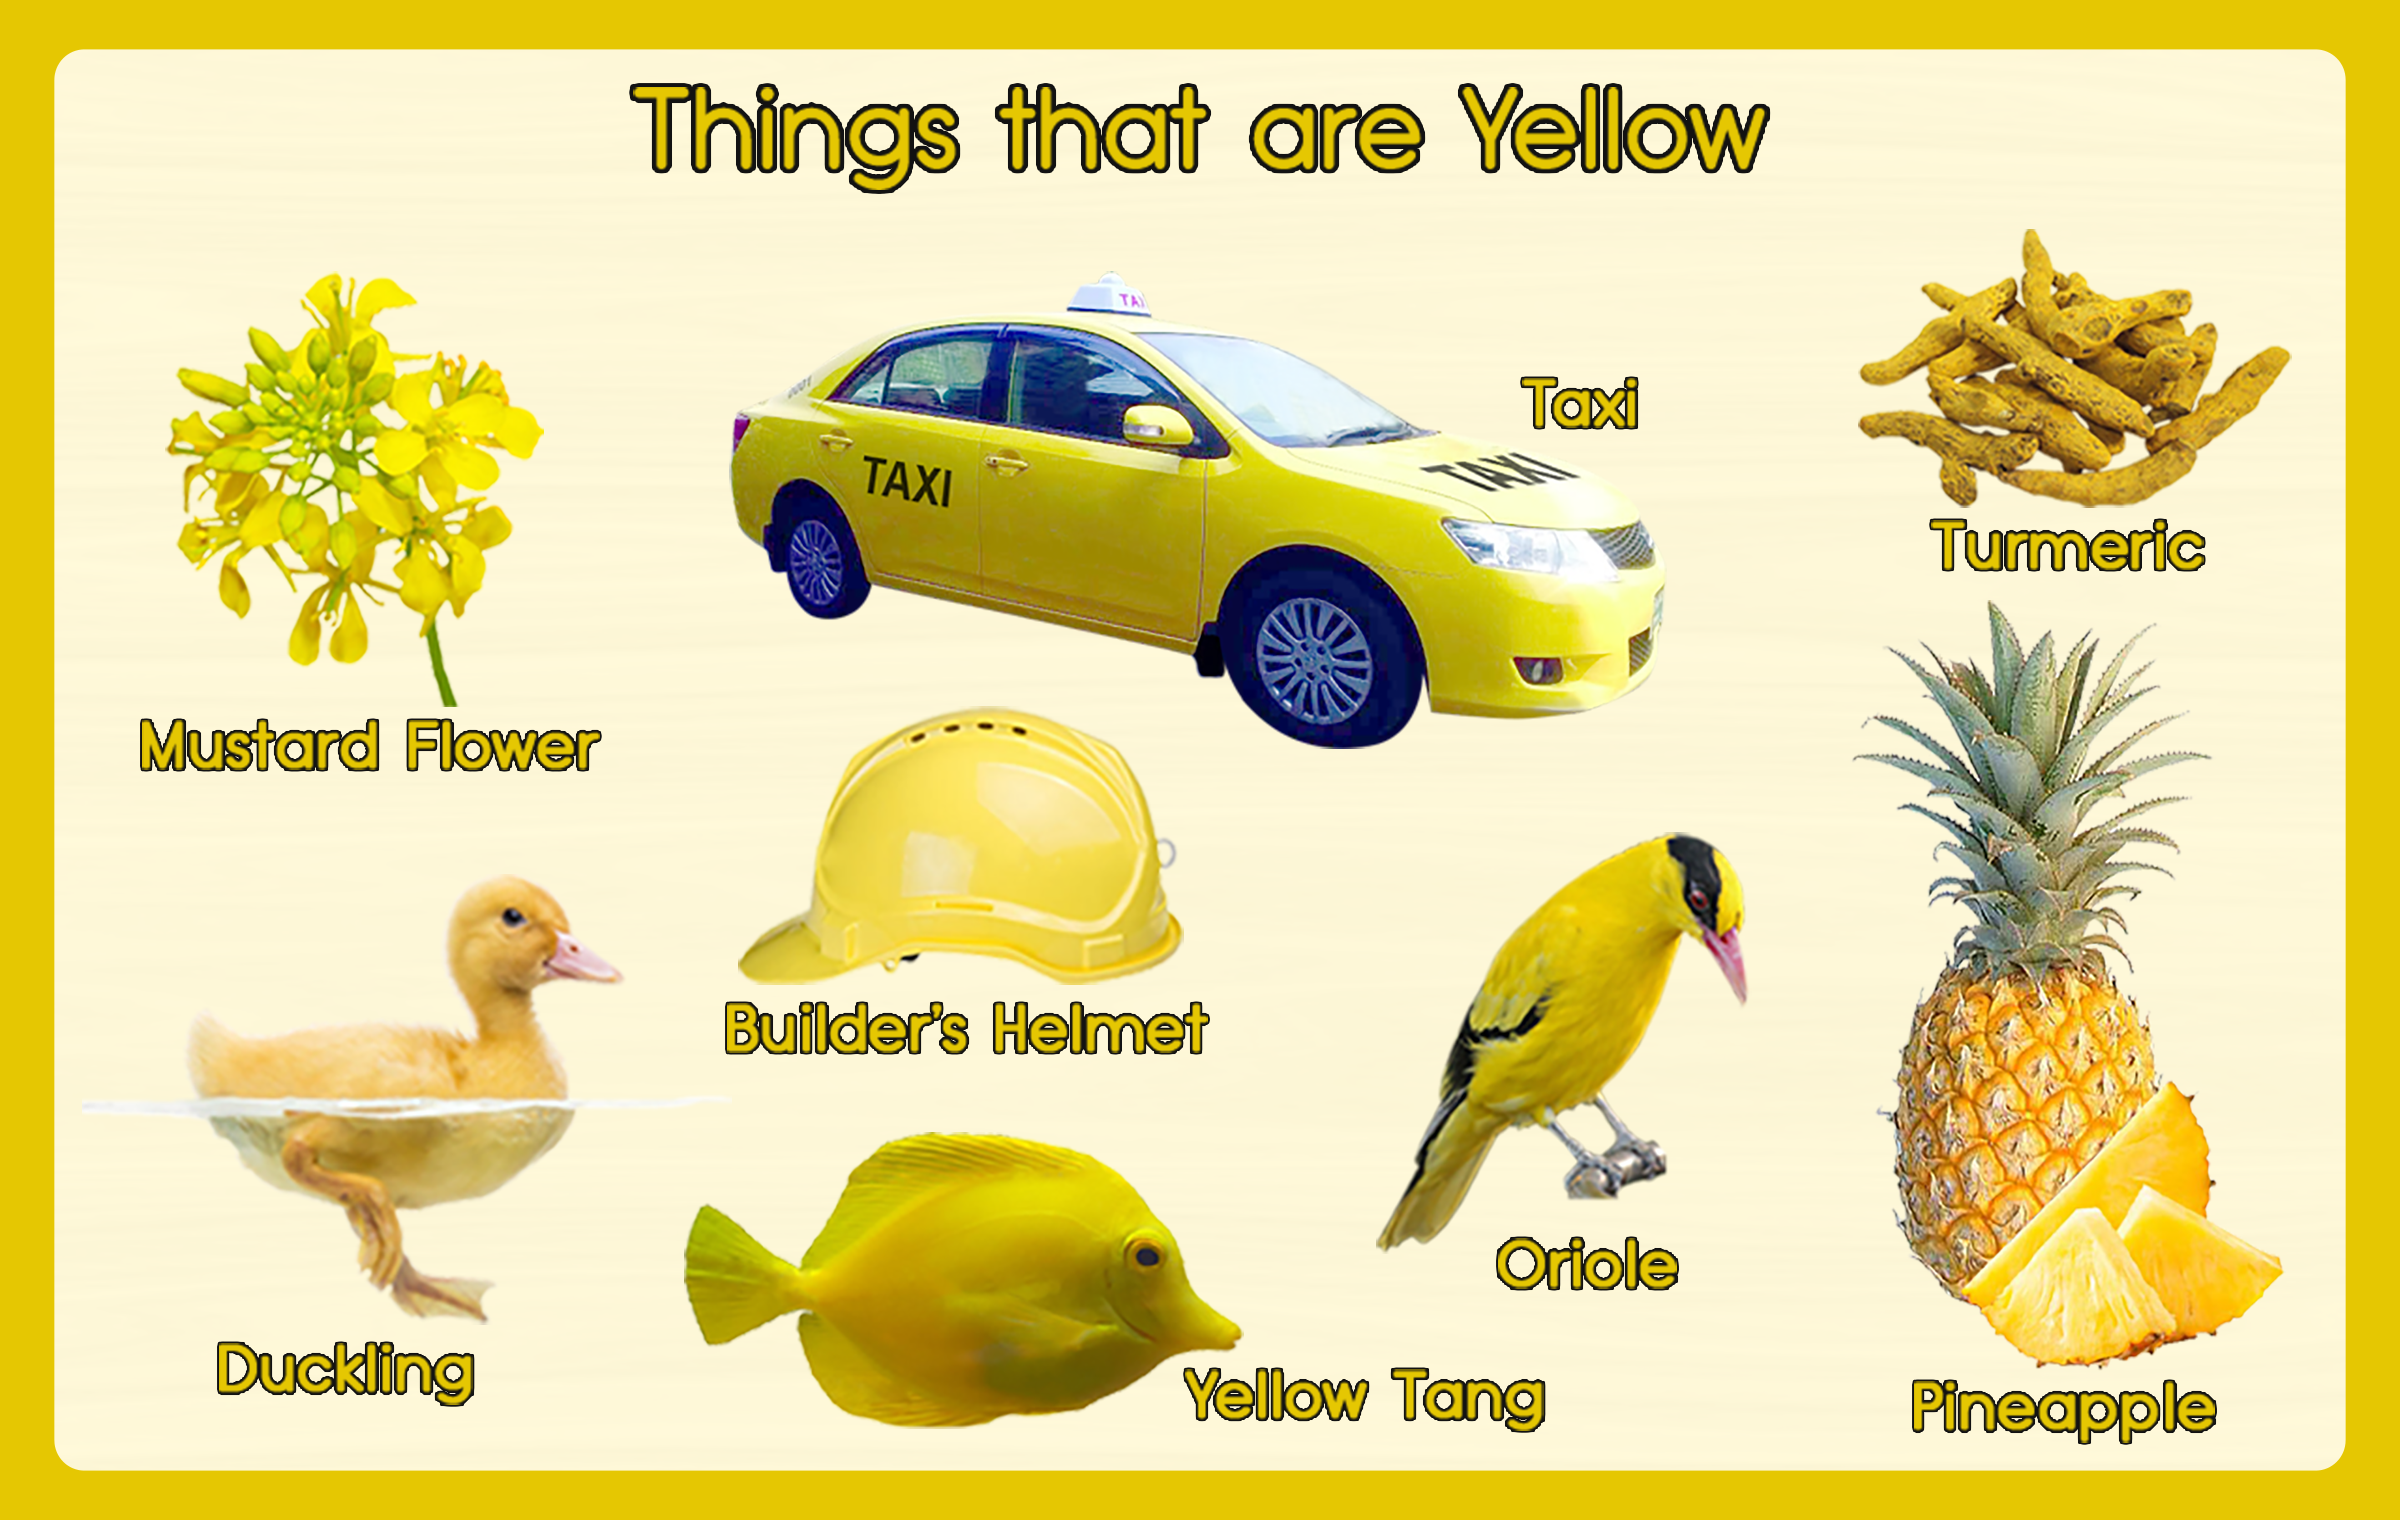 Things that are Yellow
TAXI
TAXI
Taxi
Turmeric
Mustard Flower
Builder's Helmet
Oriole
Duckling
Yellow Tang
Pineapple